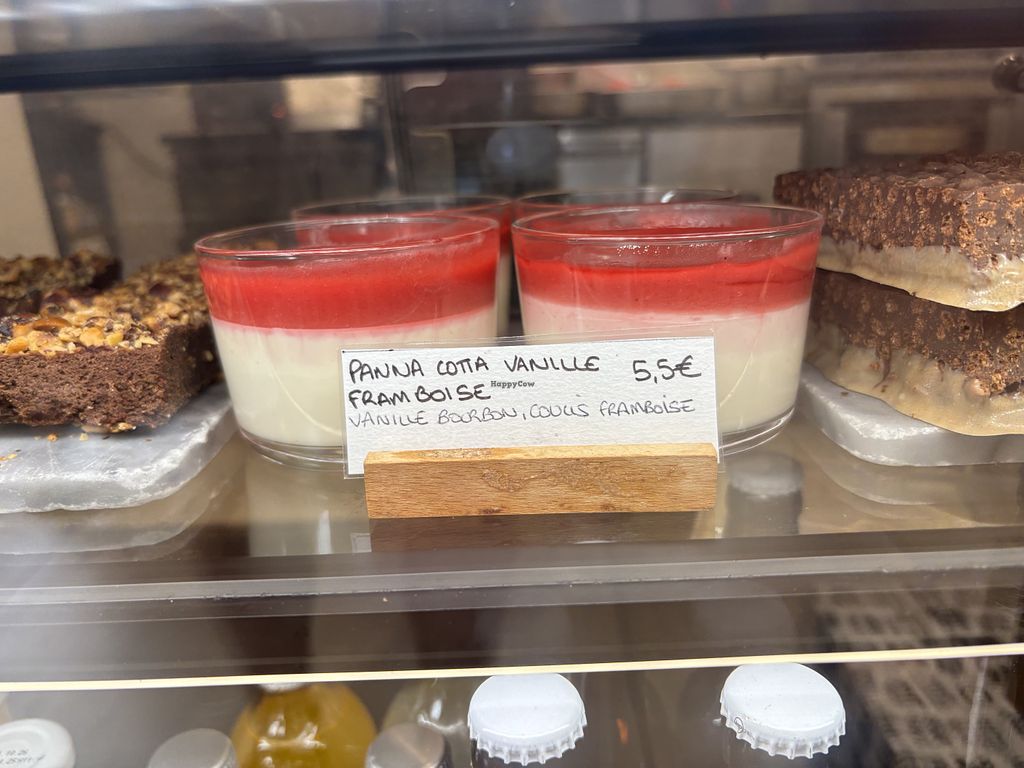 PANNA COTTA VANILLE 5,5€
FRAMBOISE
HappyCow
VANILLE BOURBON, COULIS FRAMBOISE